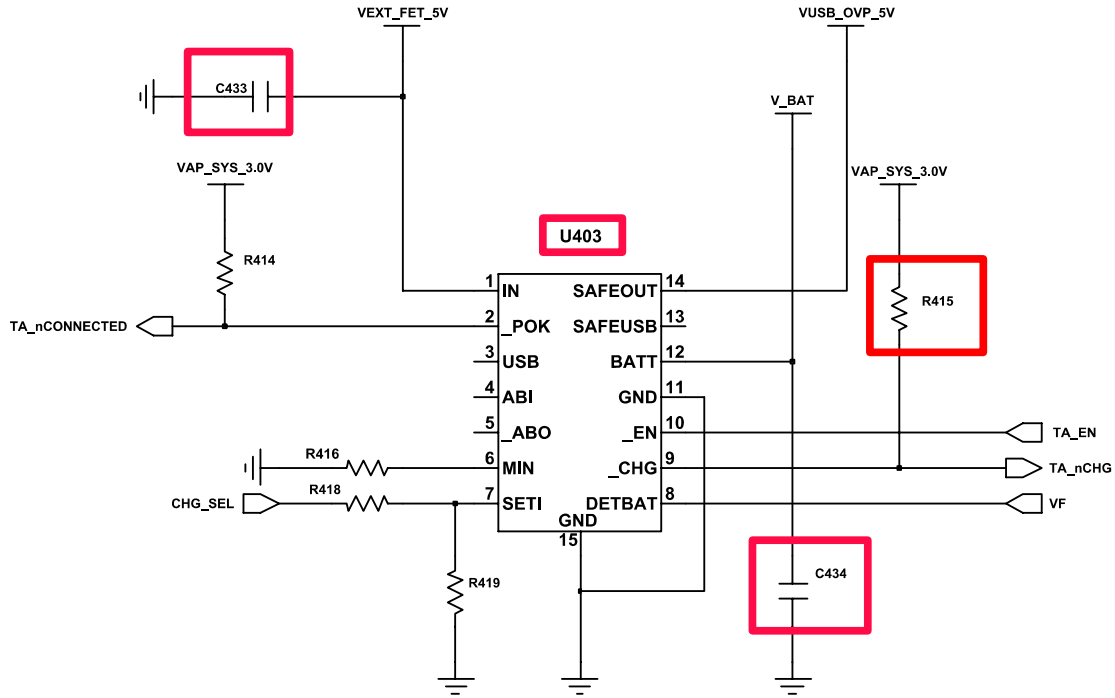 VEXT_FET_5V
VUSB_OVP_5V
C433
V_BAT
VAP_SYS_3.0V
VAP_SYS_3.0V
U403
R414
R415
1 IN
SAFEOUT 14
TA_nCONNECTED
2 _POK
SAFEUSB 13
3 USB
BATT 12
4 ABI
GND 11
5 _ABO
_EN 10
TA_EN
R416
6 MIN
_CHG 9
TA_nCHG
CHG_SEL
R418
7 SETI
DETBAT 8
VF
GND
15
R419
C434